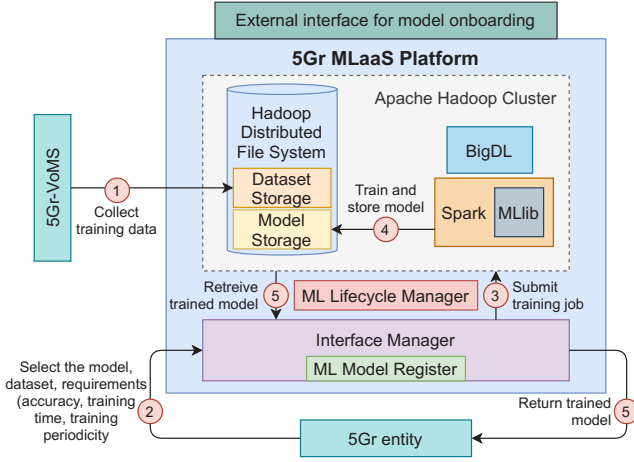 External interface for model onboarding
5Gr MLaaS Platform
Apache Hadoop Cluster
Hadoop
Distributed
File System
Dataset
Storage
Model
Storage
BigDL
Spark
MLlib
Train and
store model
4
5Gr-VoMS
1
Collect
training data
Retreive
trained model
5
ML Lifecycle Manager
3
Submit
training job
Interface Manager
ML Model Register
Select the model,
dataset, requirements
(accuracy, training
time, training
periodicity
2
5Gr entity
Return trained
model
5